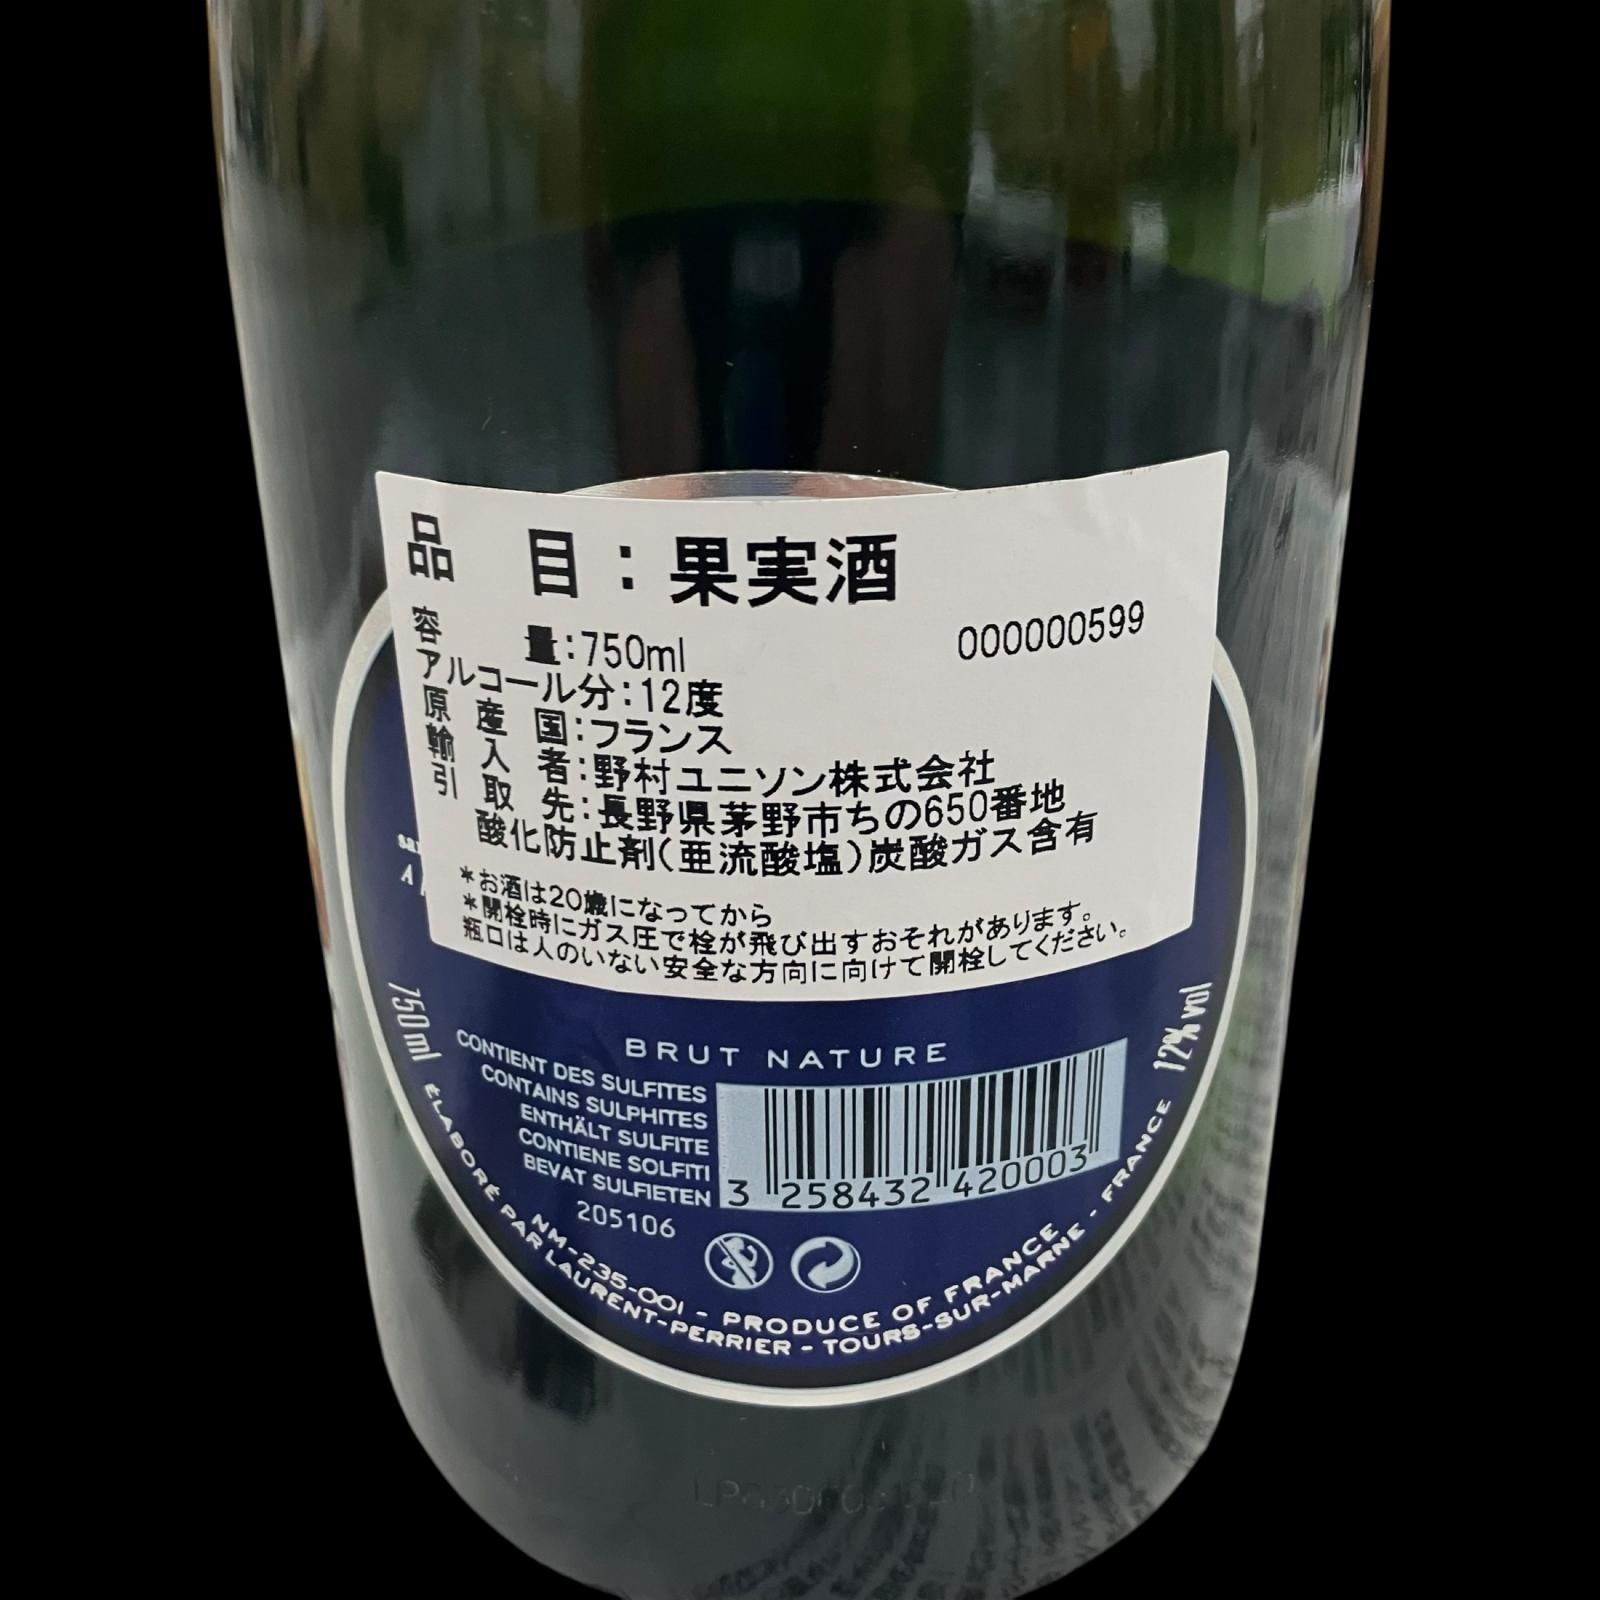 品 目：果実酒
容 量：750ml
000000599
アルコール分：12度
原産国：フランス
輸入者：野村ユニソン株式会社
引取先：長野県茅野市ちの650番地
酸化防止剤（亜流酸塩）炭酸ガス含有
＊お酒は20歳になってから
＊開栓時にガス圧で栓が飛び出すおそれがあります。
瓶口は人のいない安全な方向に向けて開栓してください。
BRUT NATURE
CONTIENT DES SULFITES
CONTAINS SULPHITES
ENTHÄLT SULFITE
CONTIENE SOLFITI
BEVAT SULFIETEN
205106
3 258432 420003
750 ml
12% vol
NM-235-001 - PRODUCE OF FRANCE
ÉLABORÉ PAR LAURENT-PERRIER - TOURS-SUR-MARNE - FRANCE